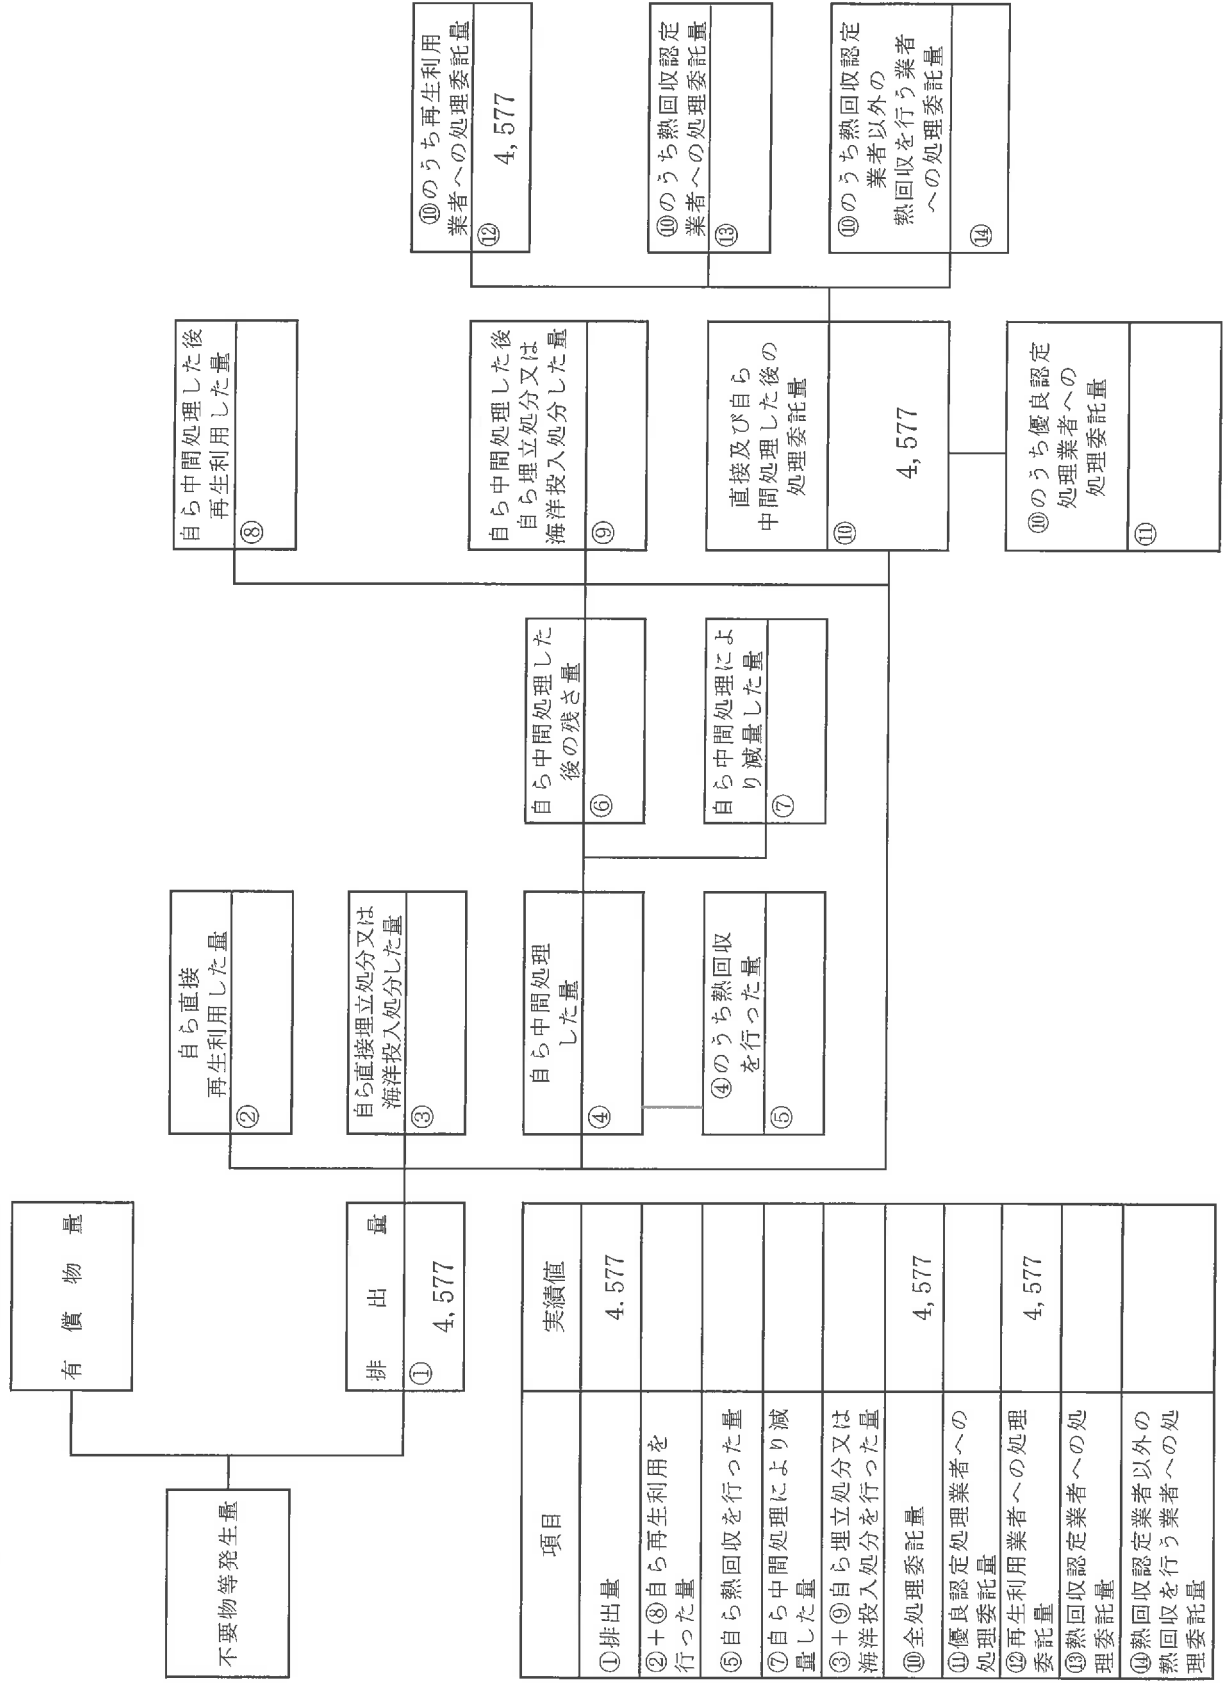 不要物等発生量
有償物量
排出量
①
4,577
自ら直接
再生利用した量
②
自ら直接埋立処分又は
海洋投入処分した量
③
自ら中間処理
した量
④
④のうち熱回収
を行った量
⑤
自ら中間処理した
後の残さ量
⑥
自ら中間処理によ
り減量した量
⑦
自ら中間処理した後
再生利用した量
⑧
自ら中間処理した後
自ら埋立処分又は
海洋投入処分した量
⑨
直接及び自ら
中間処理した後の
処理委託量
⑩
4,577
⑩のうち優良認定
処理業者への
処理委託量
⑪
⑩のうち再生利用
業者への処理委託量
⑫
4,577
⑩のうち熱回収認定
業者への処理委託量
⑬
⑩のうち熱回収認定
業者以外の
熱回収を行う業者
への処理委託量
⑭
項目
実績値
①排出量
4.577
②＋⑧自ら再生利用を
行った量
⑤自ら熱回収を行った量
⑦自ら中間処理により減
量した量
③＋⑨自ら埋立処分又は
海洋投入処分を行った量
⑩全処理委託量
4,577
⑪優良認定処理業者への
処理委託量
⑫再生利用業者への処理
委託量
4,577
⑬熱回収認定業者への処
理委託量
⑭熱回収認定業者以外の
熱回収を行う業者への処
理委託量